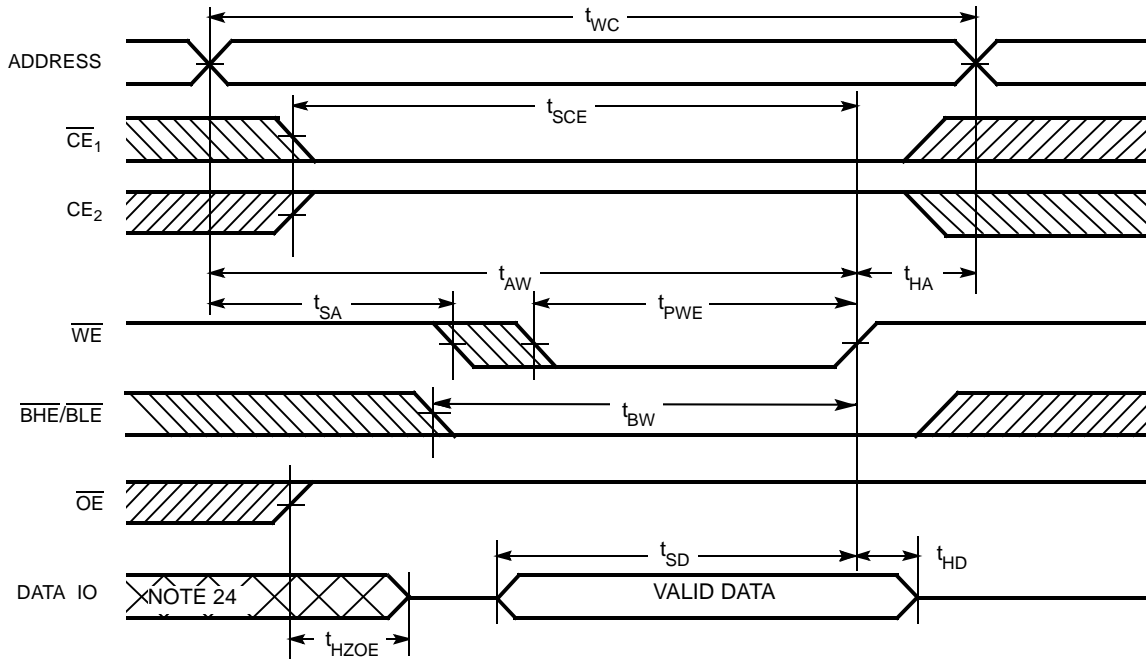 tWC
ADDRESS
tSCE
CE1
CE2
tAW
tHA
tSA
tPWE
WE
BHE/BLE
tBW
OE
tSD
tHD
DATA IO
NOTE 24
VALID DATA
tHZOE